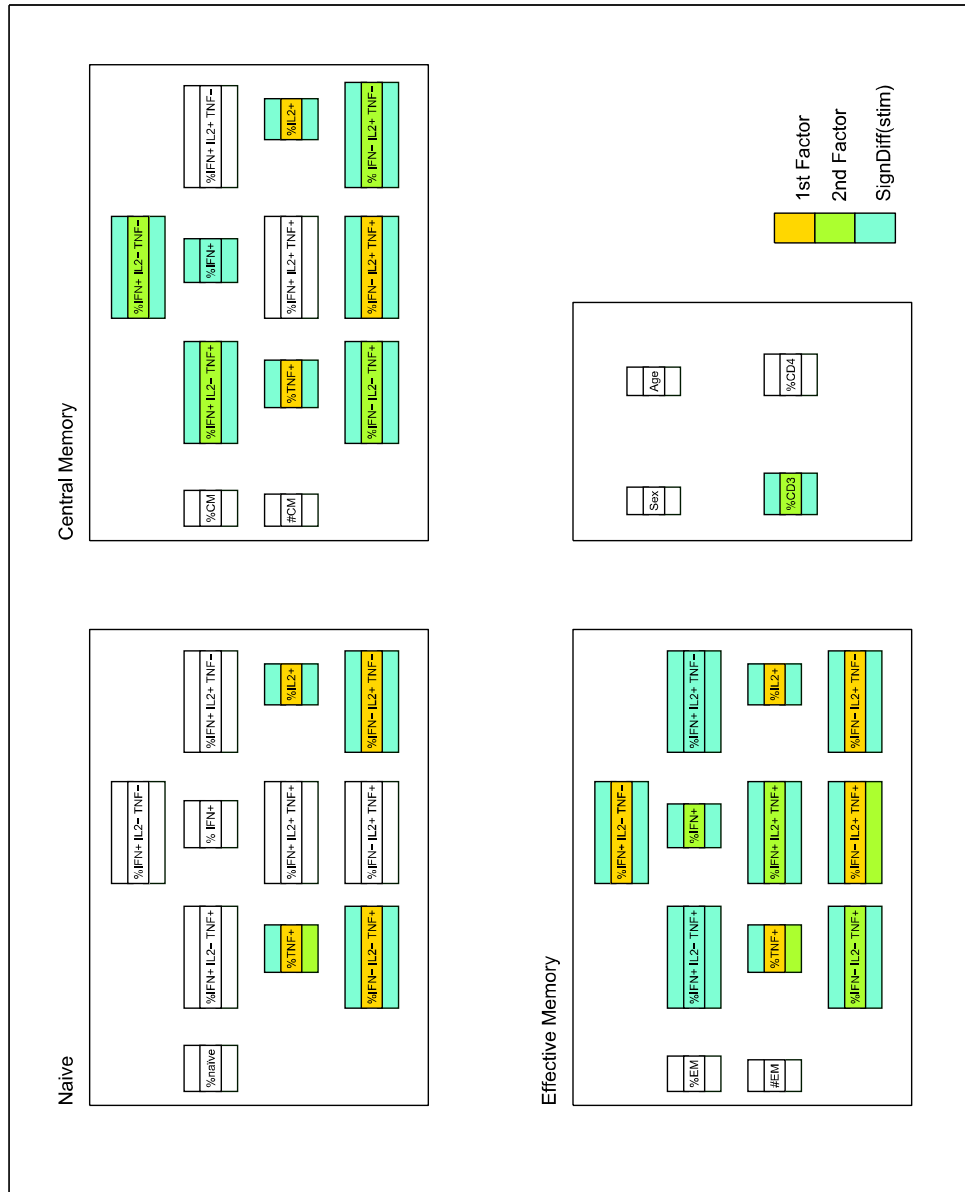 Naive
%IFN+ IL2− TNF−
%naïve
%IFN+ IL2− TNF+
% IFN+
%IFN+ IL2+ TNF−
%TNF+
%IFN+ IL2+ TNF+
%IL2+
%IFN− IL2− TNF+
%IFN− IL2+ TNF+
%IFN− IL2+ TNF−
Central Memory
%IFN+ IL2− TNF−
%CM
%IFN+ IL2− TNF+
%IFN+
%IFN+ IL2+ TNF−
#CM
%TNF+
%IFN+ IL2+ TNF+
%IL2+
%IFN− IL2− TNF+
%IFN− IL2+ TNF+
% IFN− IL2+ TNF−
Effective Memory
%IFN+ IL2− TNF−
%EM
%IFN+ IL2− TNF+
%IFN+
%IFN+ IL2+ TNF−
#EM
%TNF+
%IFN+ IL2+ TNF+
%IL2+
%IFN− IL2− TNF+
%IFN− IL2+ TNF+
%IFN− IL2+ TNF−
Sex
Age
%CD3
%CD4
1st Factor
2nd Factor
SignDiff(stim)